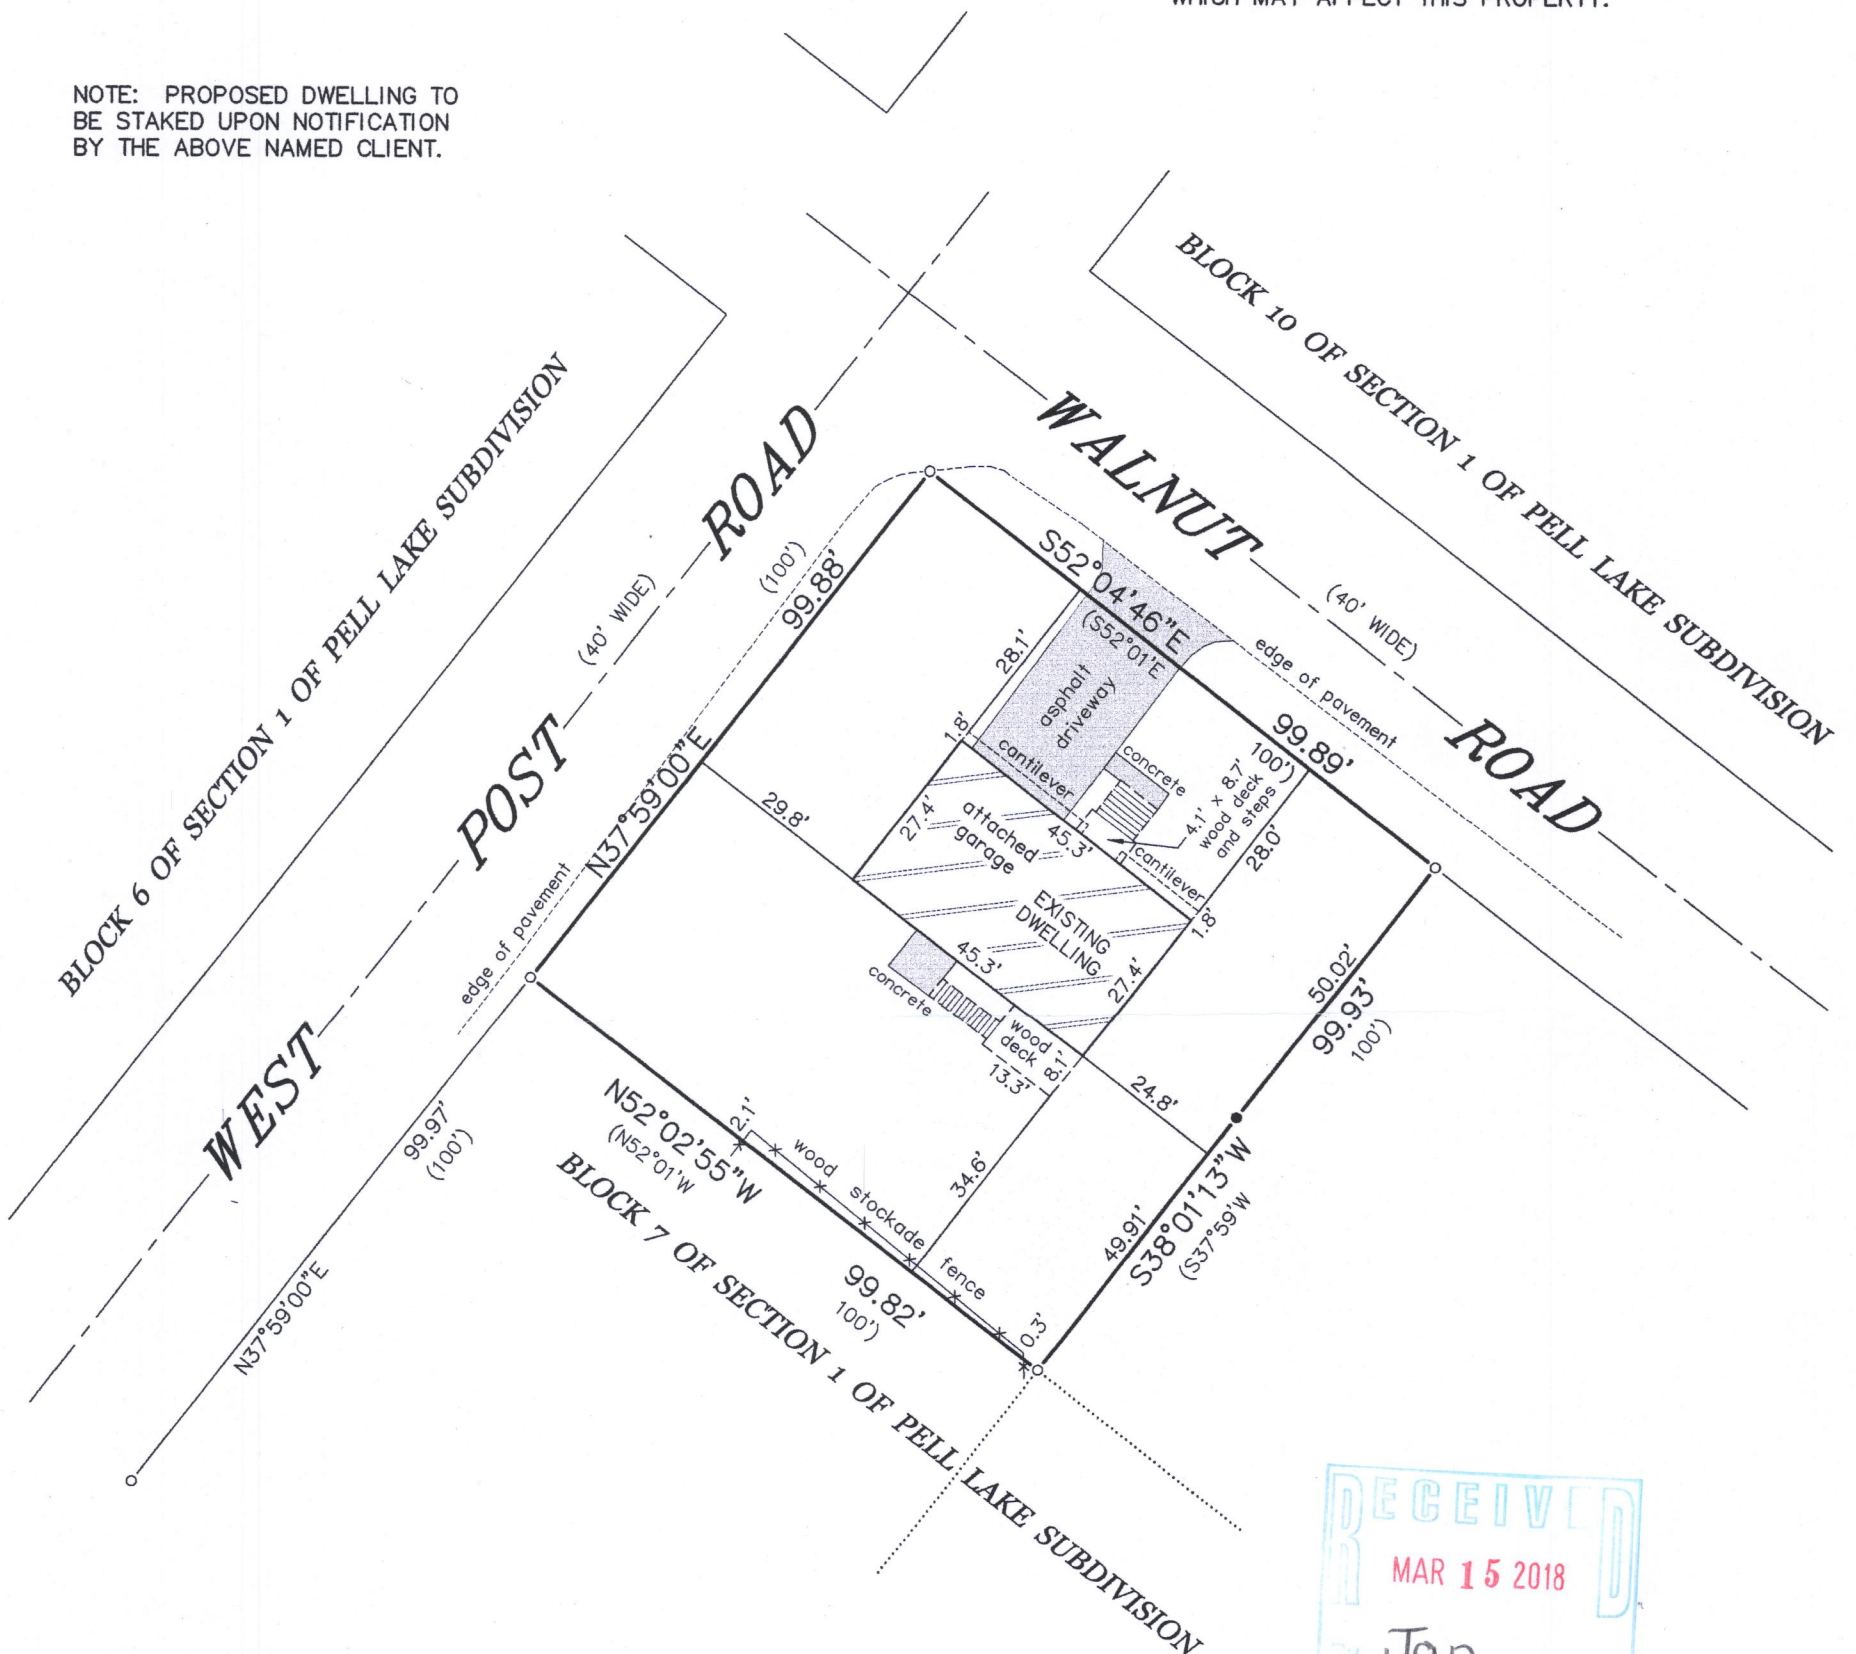 WHICH MAY AFFECT THIS PROPERTY.
NOTE: PROPOSED DWELLING TO
BE STAKED UPON NOTIFICATION
BY THE ABOVE NAMED CLIENT.
BLOCK 10 OF SECTION 1 OF PELL LAKE SUBDIVISION
BLOCK 6 OF SECTION 1 OF PELL LAKE SUBDIVISION
WALNUT ROAD
(40' WIDE)
WEST POST ROAD
(40' WIDE)
(100')
99.88'
N37°59'00"E
edge of pavement
S52°04'46"E
(S52°01'E
99.89'
100')
edge of pavement
28.1'
asphalt
driveway
1.8'
cantilever
concrete
4.1' x 8.7'
wood deck
and steps
28.0'
27.4'
attached
garage
45.3'
cantilever
1.8'
29.8'
EXISTING
DWELLING
45.3'
27.4'
concrete
wood
deck
8.1'
13.3'
24.8'
50.02'
99.93'
100')
49.91'
S38°01'13"W
(S37°59'W
34.6'
N52°02'55"W
(N52°01'W
2.1'
wood stockade fence
99.82'
100')
0.3'
99.97'
(100')
N37°59'00"E
BLOCK 7 OF SECTION 1 OF PELL LAKE SUBDIVISION
RECEIVED
MAR 15 2018